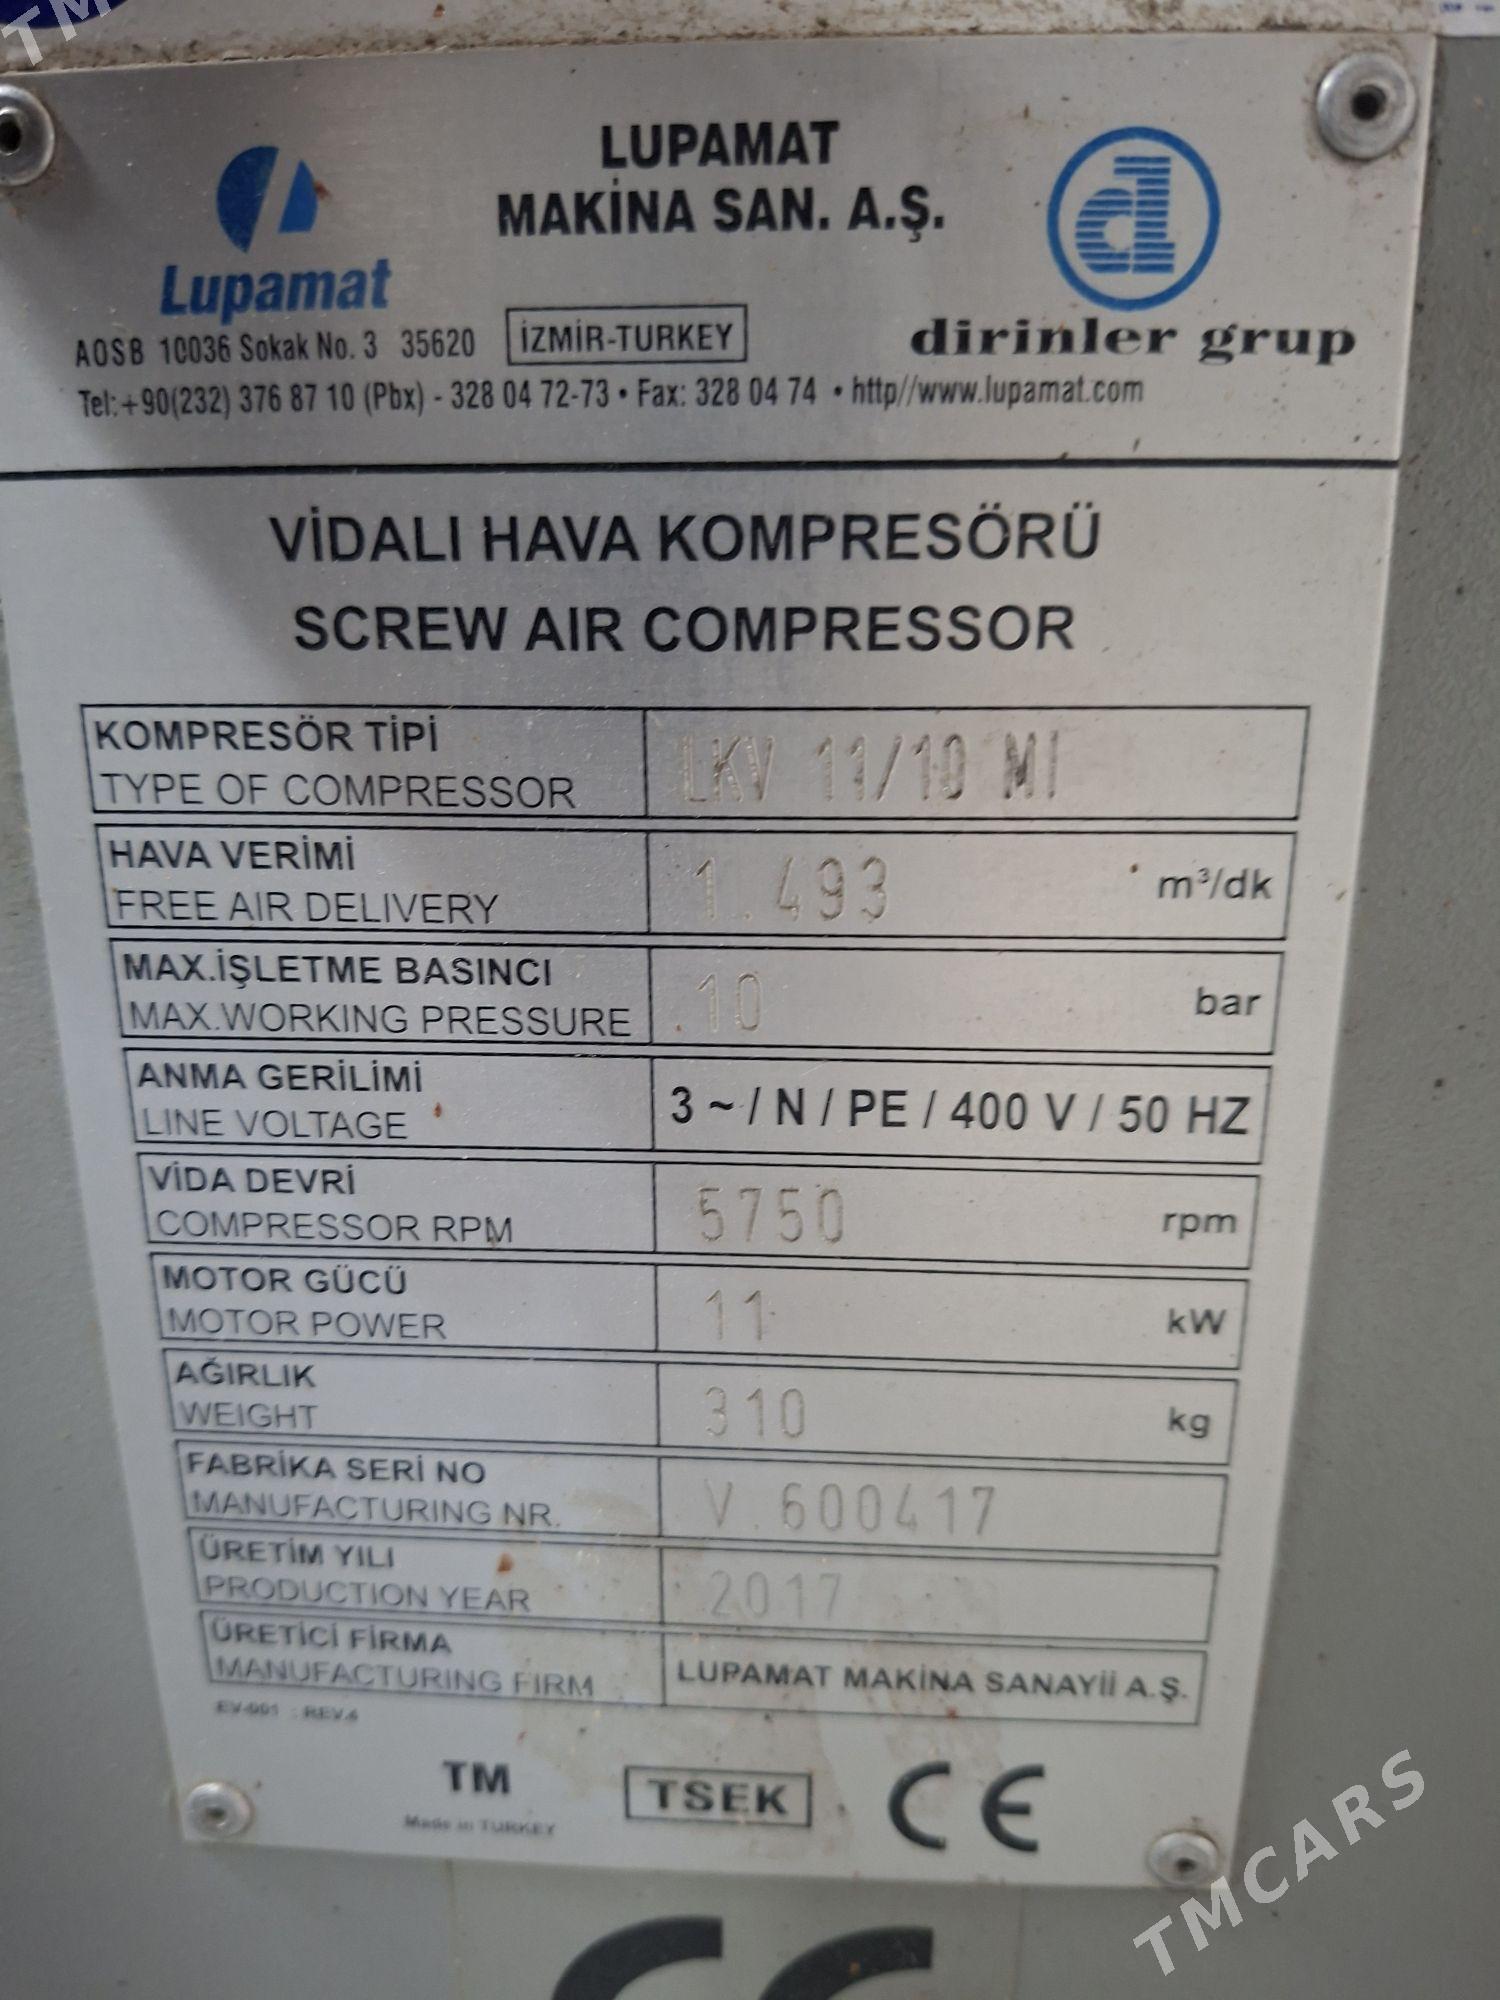 LUPAMAT
MAKİNA SAN. A.Ş.
Lupamat
AOSB 10036 Sokak No. 3 35620
İZMİR-TURKEY
d
dirinler grup
Tel:+90(232) 376 87 10 (Pbx) - 328 04 72-73 • Fax: 328 04 74 • http//www.lupamat.com
VİDALI HAVA KOMPRESÖRÜ
SCREW AIR COMPRESSOR
KOMPRESÖR TİPİ
TYPE OF COMPRESSOR
LKV 11/10 MI
HAVA VERİMİ
FREE AIR DELIVERY
1.493 m³/dk
MAX.İŞLETME BASINCI
MAX.WORKING PRESSURE
.10 bar
ANMA GERİLİMİ
LINE VOLTAGE
3 ~ / N / PE / 400 V / 50 HZ
VİDA DEVRİ
COMPRESSOR RPM
5750 rpm
MOTOR GÜCÜ
MOTOR POWER
11 kW
AĞIRLIK
WEIGHT
310 kg
FABRİKA SERİ NO
MANUFACTURING NR.
V.600417
ÜRETİM YILI
PRODUCTION YEAR
2017
ÜRETİCİ FİRMA
MANUFACTURING FIRM
LUPAMAT MAKİNA SANAYİİ A.Ş.
EV-001 : REV.4
TM
Made in TURKEY
TSEK
CE
CE
TMCARS